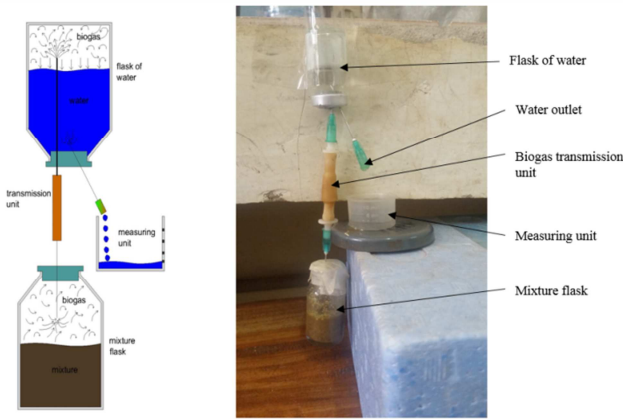 biogas
flask of
water
water
transmission
unit
measuring
unit
biogas
mixture
flask
mixture
Flask of water
Water outlet
Biogas transmission
unit
Measuring unit
Mixture flask